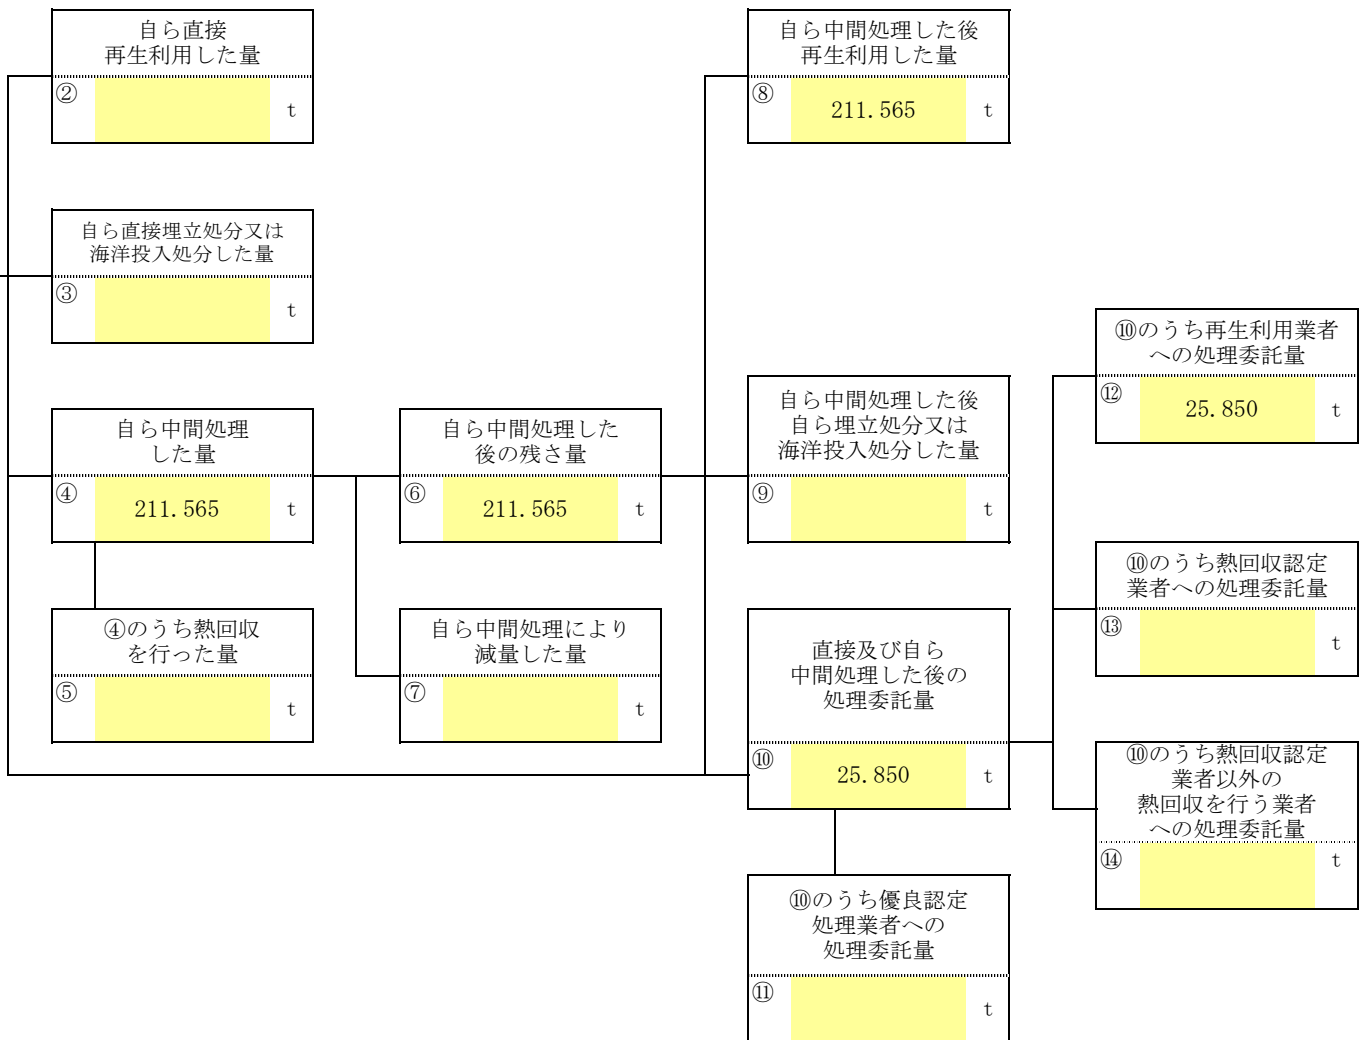 自ら直接
再生利用した量
②
t
自ら直接埋立処分又は
海洋投入処分した量
③
t
自ら中間処理
した量
④
211.565
t
④のうち熱回収
を行った量
⑤
t
自ら中間処理した
後の残さ量
⑥
211.565
t
自ら中間処理により
減量した量
⑦
t
自ら中間処理した後
再生利用した量
⑧
211.565
t
自ら中間処理した後
自ら埋立処分又は
海洋投入処分した量
⑨
t
直接及び自ら
中間処理した後の
処理委託量
⑩
25.850
t
⑩のうち優良認定
処理業者への
処理委託量
⑪
t
⑩のうち再生利用業者
への処理委託量
⑫
25.850
t
⑩のうち熱回収認定
業者への処理委託量
⑬
t
⑩のうち熱回収認定
業者以外の
熱回収を行う業者
への処理委託量
⑭
t